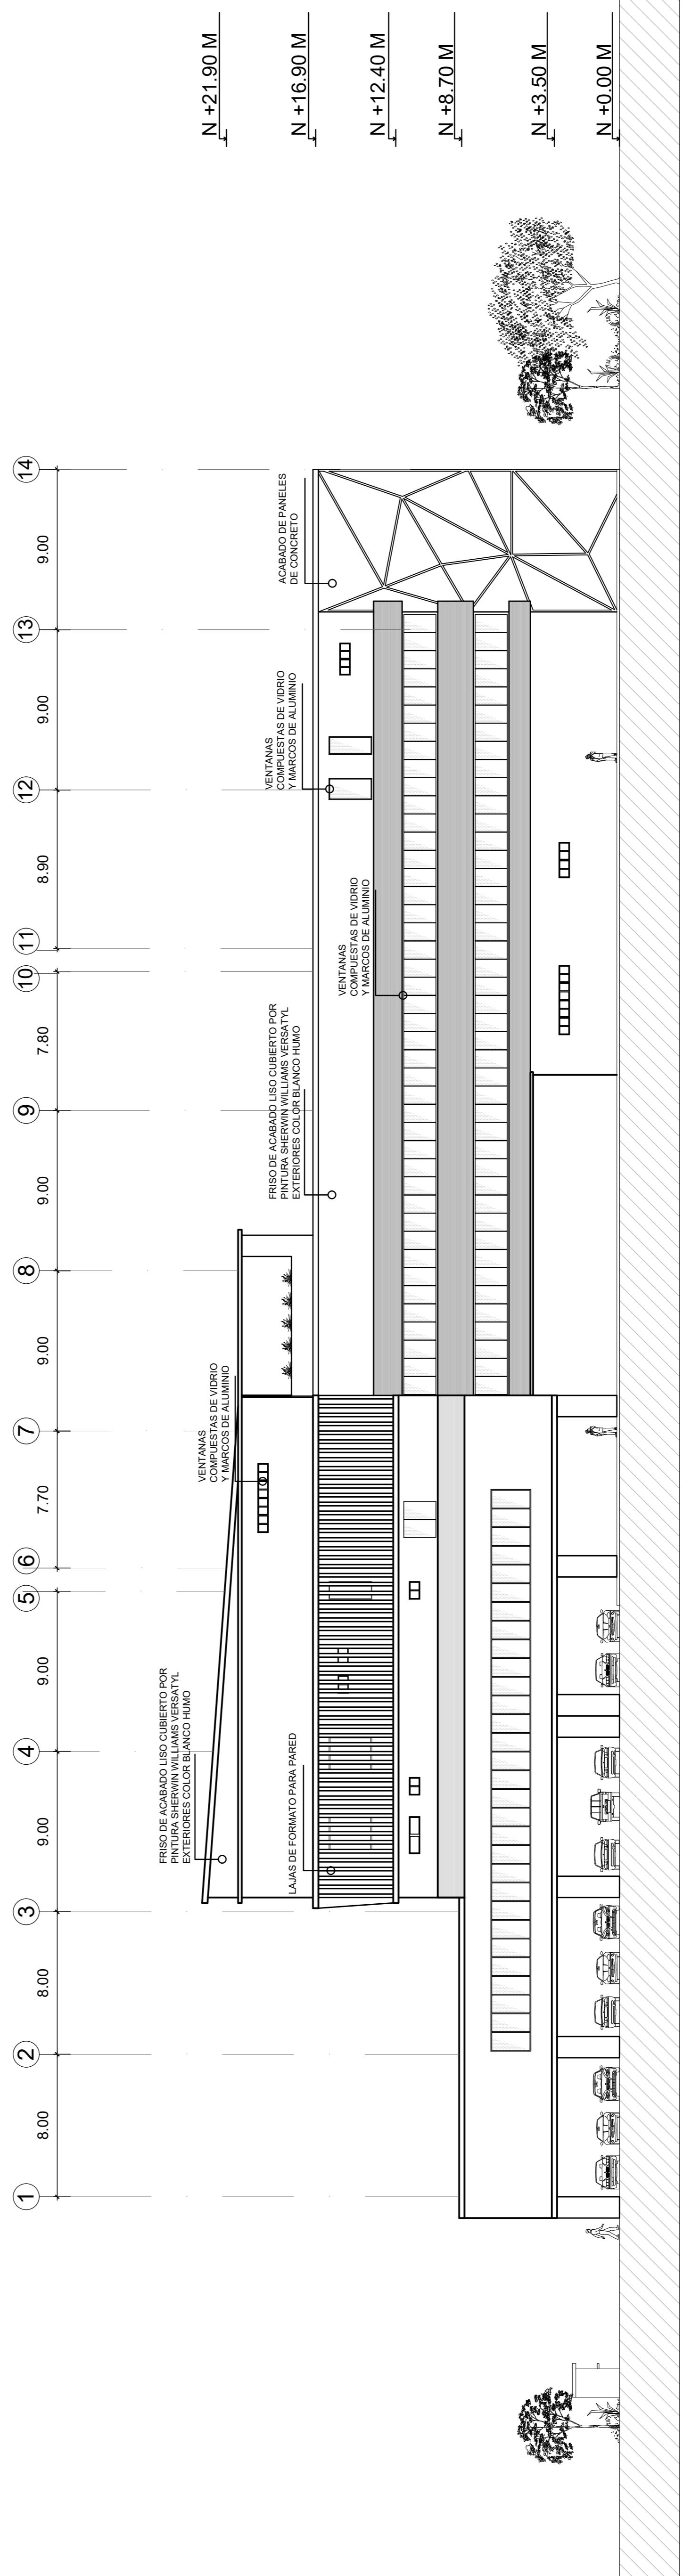 1
2
3
4
5
6
7
8
9
10
11
12
13
14
8.00
8.00
9.00
9.00
7.70
9.00
9.00
7.80
8.90
9.00
9.00
N +21.90 M
N +16.90 M
N +12.40 M
N +8.70 M
N +3.50 M
N +0.00 M
FRISO DE ACABADO LISO CUBIERTO POR
PINTURA SHERWIN WILLIAMS VERSATYL
EXTERIORES COLOR BLANCO HUMO
LAJAS DE FORMATO PARA PARED
VENTANAS
COMPUESTAS DE VIDRIO
Y MARCOS DE ALUMINIO
FRISO DE ACABADO LISO CUBIERTO POR
PINTURA SHERWIN WILLIAMS VERSATYL
EXTERIORES COLOR BLANCO HUMO
VENTANAS
COMPUESTAS DE VIDRIO
Y MARCOS DE ALUMINIO
VENTANAS
COMPUESTAS DE VIDRIO
Y MARCOS DE ALUMINIO
ACABADO DE PANELES
DE CONCRETO